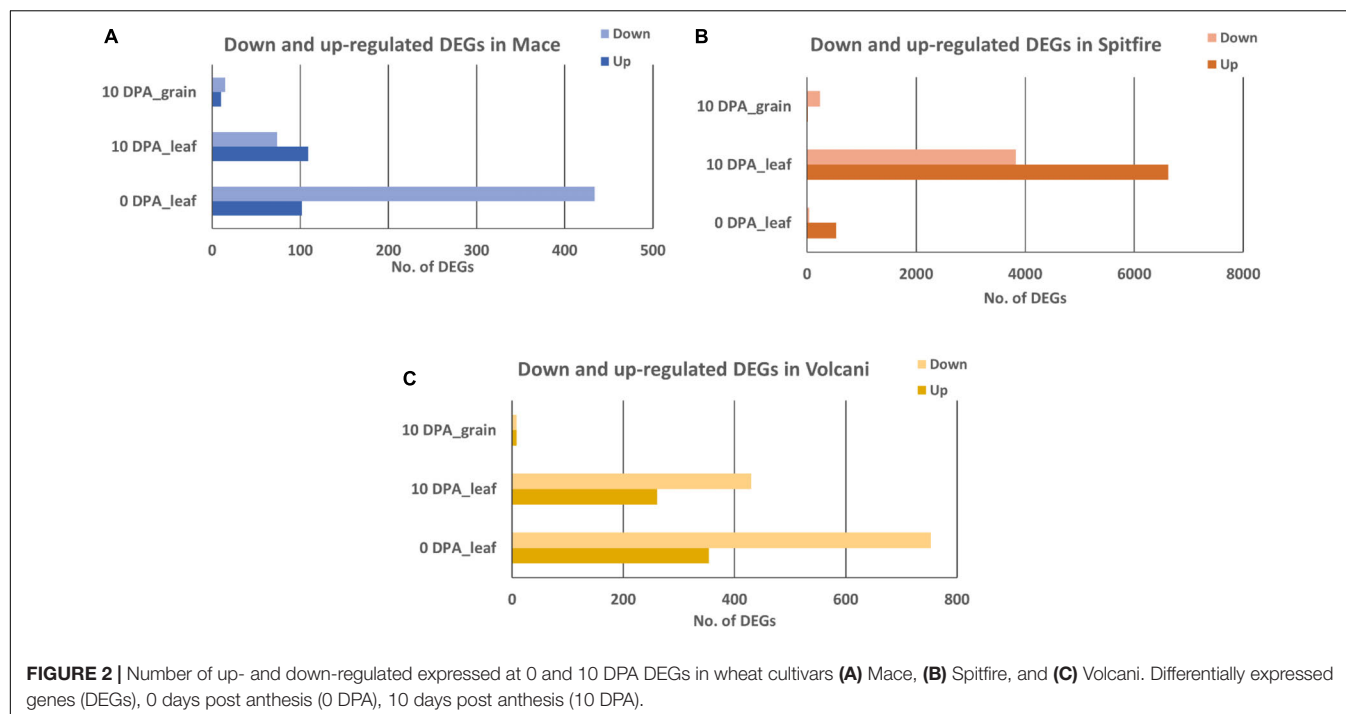 A
Down and up-regulated DEGs in Mace
Down
Up
10 DPA_grain
10 DPA_leaf
0 DPA_leaf
0 100 200 300 400 500
No. of DEGs
B
Down and up-regulated DEGs in Spitfire
Down
Up
10 DPA_grain
10 DPA_leaf
0 DPA_leaf
0 2000 4000 6000 8000
No. of DEGs
C
Down and up-regulated DEGs in Volcani
Down
Up
10 DPA_grain
10 DPA_leaf
0 DPA_leaf
0 200 400 600 800
No. of DEGs
FIGURE 2 | Number of up- and down-regulated expressed at 0 and 10 DPA DEGs in wheat cultivars (A) Mace, (B) Spitfire, and (C) Volcani. Differentially expressed
genes (DEGs), 0 days post anthesis (0 DPA), 10 days post anthesis (10 DPA).